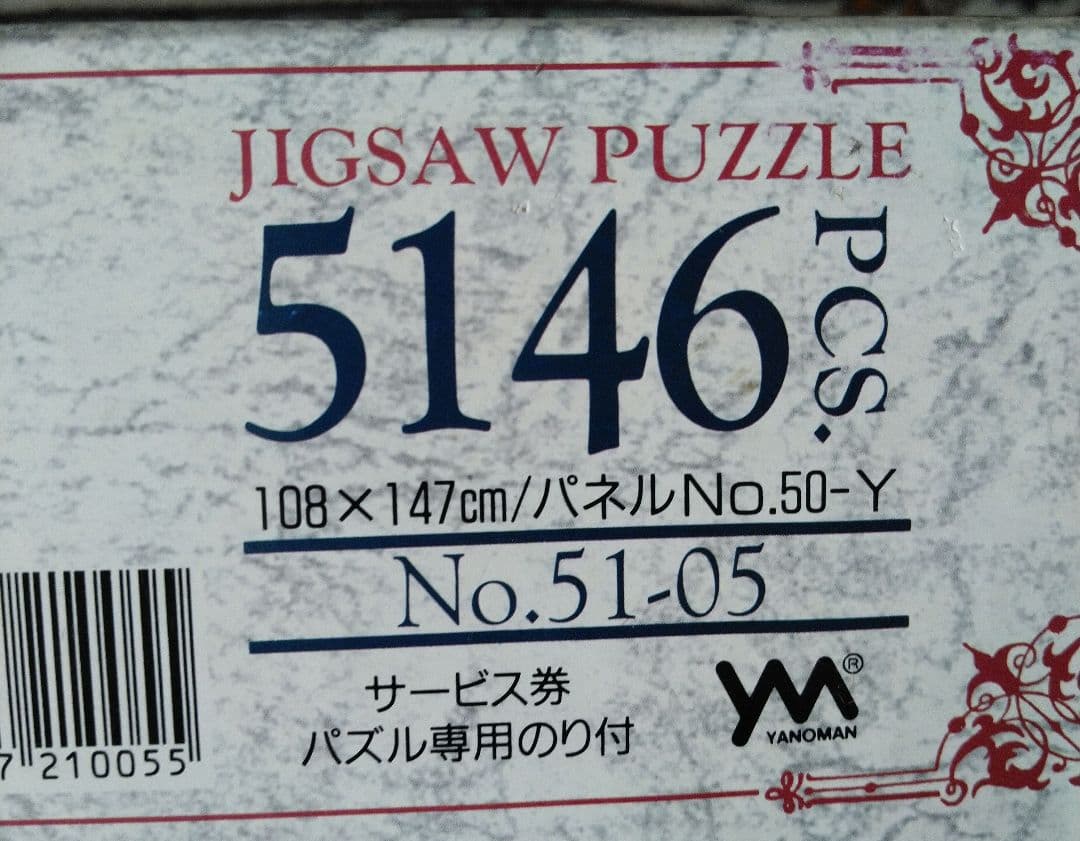 JIGSAW PUZZLE
5146 PCS.
108×147cm/パネルNo.50-Y
No.51-05
サービス券
パズル専用のり付
YM®
YANOMAN
7 210055